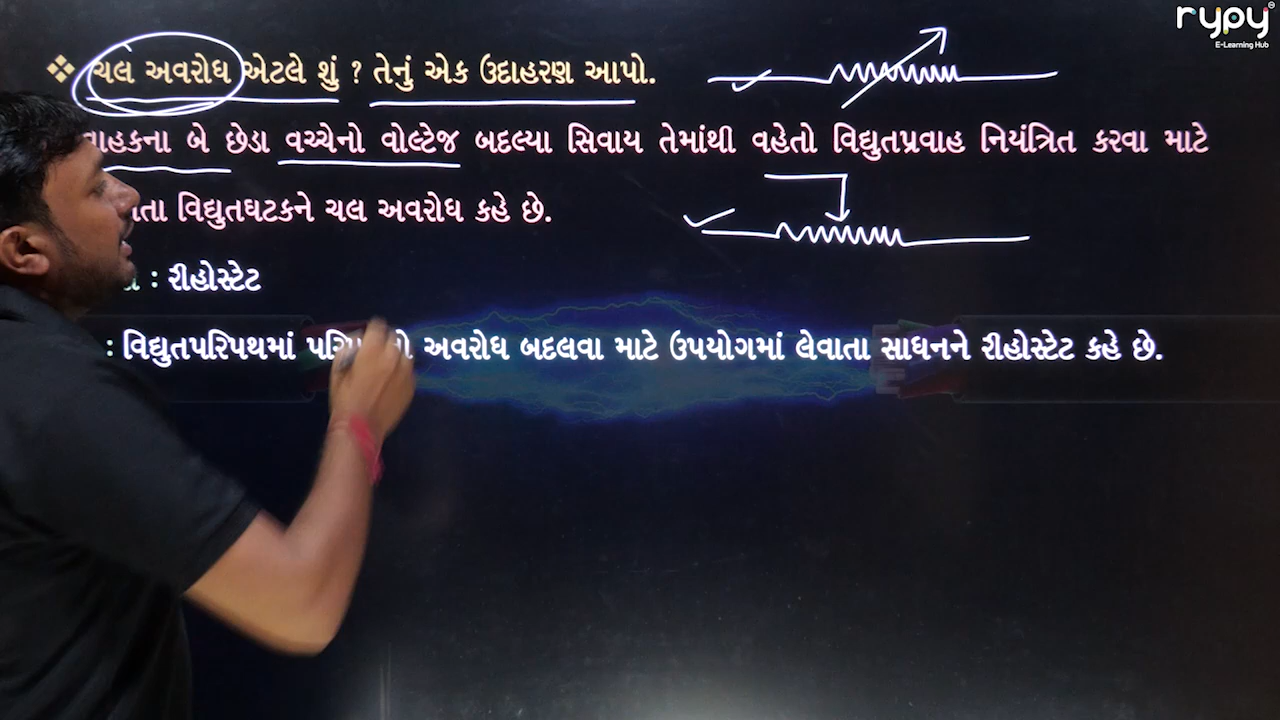 rypy
E-Learning Hub
❖ ચલ અવરોધ એટલે શું ? તેનું એક ઉદાહરણ આપો.
વાહકના બે છેડા વચ્ચેનો વોલ્ટેજ બદલ્યા સિવાય તેમાંથી વહેતો વિદ્યુતપ્રવાહ નિયંત્રિત કરવા માટે
વિદ્યુતઘટકને ચલ અવરોધ કહે છે.
: રીહોસ્ટેટ
: વિદ્યુતપરિપથમાં અવરોધ બદલવા માટે ઉપયોગમાં લેવાતા સાધનને રીહોસ્ટેટ કહે છે.